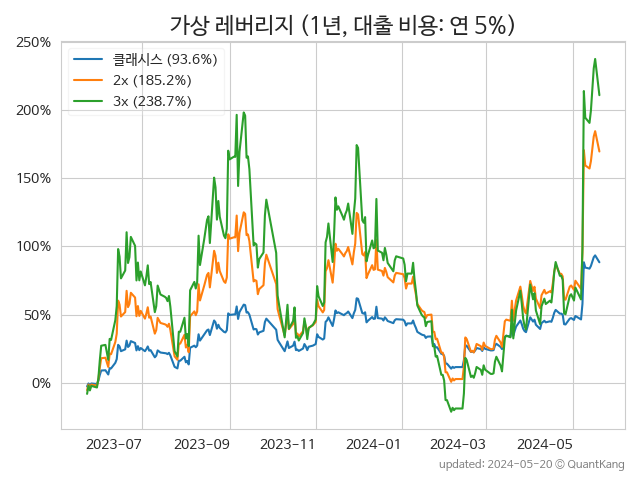 가상 레버리지 (1년, 대출 비용: 연 5%)
250%
200%
150%
100%
50%
0%
클래시스 (93.6%)
2x (185.2%)
3x (238.7%)
2023-07
2023-09
2023-11
2024-01
2024-03
2024-05
updated: 2024-05-20 © QuantKang